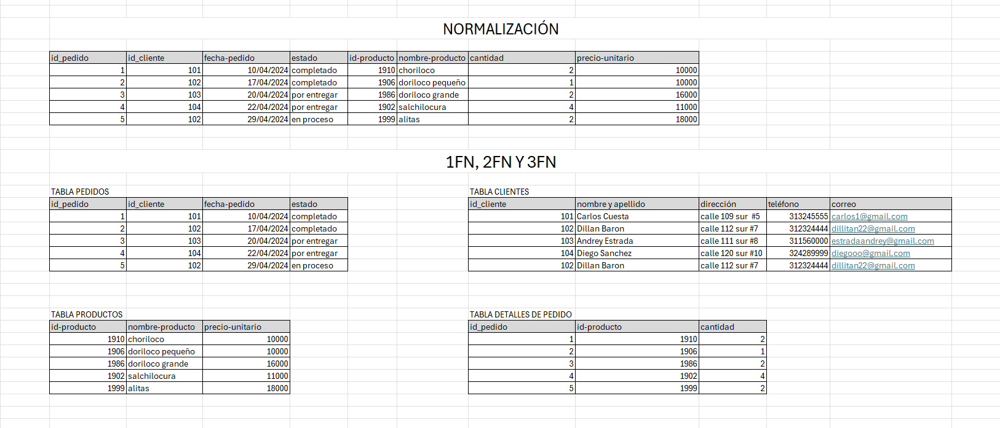 NORMALIZACIÓN
id_pedido id_cliente fecha-pedido estado id-producto nombre-producto cantidad precio-unitario
1 101 10/04/2024 completado 1910 choriloco 2 10000
2 102 17/04/2024 completado 1906 doriloco pequeño 1 10000
3 103 20/04/2024 por entregar 1986 doriloco grande 2 16000
4 104 22/04/2024 por entregar 1902 salchilocura 4 11000
5 102 29/04/2024 en proceso 1999 alitas 2 18000
1FN, 2FN Y 3FN
TABLA PEDIDOS
id_pedido id_cliente fecha-pedido estado
1 101 10/04/2024 completado
2 102 17/04/2024 completado
3 103 20/04/2024 por entregar
4 104 22/04/2024 por entregar
5 102 29/04/2024 en proceso
TABLA CLIENTES
id_cliente nombre y apellido dirección teléfono correo
101 Carlos Cuesta calle 109 sur #5 313245555 carlos1@gmail.com
102 Dillan Baron calle 112 sur #7 312324444 dillitan22@gmail.com
103 Andrey Estrada calle 111 sur #8 311560000 estradaandrey@gmail.com
104 Diego Sanchez calle 120 sur #10 324289999 diegooo@gmail.com
102 Dillan Baron calle 112 sur #7 312324444 dillitan22@gmail.com
TABLA PRODUCTOS
id-producto nombre-producto precio-unitario
1910 choriloco 10000
1906 doriloco pequeño 10000
1986 doriloco grande 16000
1902 salchilocura 11000
1999 alitas 18000
TABLA DETALLES DE PEDIDO
id_pedido id-producto cantidad
1 1910 2
2 1906 1
3 1986 2
4 1902 4
5 1999 2